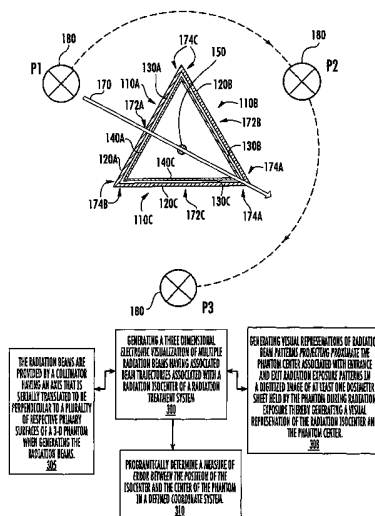 180
174C
150
180
P1
130A
P2
170
110A
120B
172A
110B
172B
140A
130B
120A
174A
140C
174B
120C
130C
110C
172C
174A
P3
180
THE RADIATION BEAMS ARE
PROVIDED BY A COLLIMATOR
HAVING AN AXIS THAT IS
SERIALLY TRANSLATED TO BE
PERPENDICULAR TO A PLURALITY
OF RESPECTIVE PRIMARY
SURFACES OF A 3-D PHANTOM
WHEN GENERATING THE
RADIATION BEAMS.
305
GENERATING A THREE DIMENSIONAL
ELECTRONIC VISUALIZATION OF MULTIPLE
RADIATION BEAMS HAVING ASSOCIATED
BEAM TRAJECTORIES ASSOCIATED WITH A
RADIATION ISOCENTER OF A RADIATION
TREATMENT SYSTEM
300
GENERATING VISUAL REPRESENTATIONS OF RADIATION
BEAM PATTERNS PROJECTING PROXIMATE THE
PHANTOM CENTER ASSOCIATED WITH ENTRANCE
AND EXIT RADIATION EXPOSURE PATTERNS IN
A DIGITIZED IMAGE OF AT LEAST ONE DOSIMETER
SHEET HELD BY THE PHANTOM DURING RADIATION
EXPOSURE THEREBY GENERATING A VISUAL
REPRESENTATION OF THE RADIATION ISOCENTER AND
THE PHANTOM CENTER.
308
PROGRAMATICALLY DETERMINE A MEASURE OF
ERROR BETWEEN THE POSITION OF THE
ISOCENTER AND THE CENTER OF THE PHANTOM
IN A DEFINED COORDINATE SYSTEM.
310